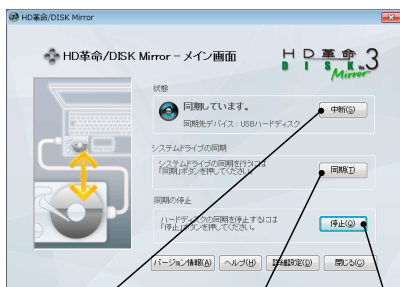 HD革命/DISK Mirror
HD革命/DISK Mirror－メイン画面
HD革命
DISK Ver.3
Mirror
状態
同期しています。
中断(S)
同期先デバイス：USBハードディスク
システムドライブの同期
システムドライブの同期を行うには
「同期」ボタンを押してください。
同期(T)
同期の停止
ハードディスクの同期を停止するには
「停止」ボタンを押してください。
停止(Q)
バージョン情報(A)
ヘルプ(H)
詳細設定(D)
閉じる(C)